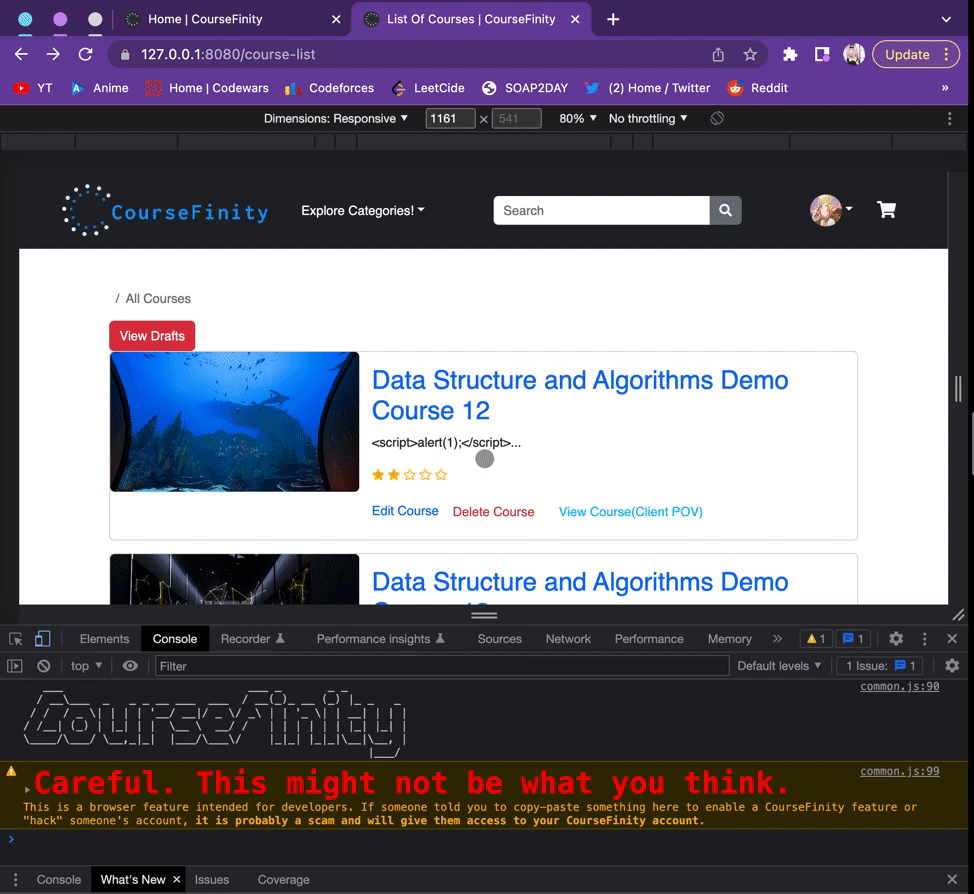 Home | CourseFinity
List Of Courses | CourseFinity
127.0.0.1:8080/course-list
Update
YT
Anime
Home | Codewars
Codeforces
LeetCide
SOAP2DAY
(2) Home / Twitter
Reddit
»
Dimensions: Responsive
1161 × 541
80%
No throttling
CourseFinity
Explore Categories!
Search
/ All Courses
View Drafts
Data Structure and Algorithms Demo
Course 12
<script>alert(1);</script>...
Edit Course
Delete Course
View Course(Client POV)
Data Structure and Algorithms Demo
Elements
Console
Recorder
Performance insights
Sources
Network
Performance
Memory
»
1
1
top
Filter
Default levels
1 Issue: 1
common.js:90
CourseFinity
Careful. This might not be what you think.
common.js:99
This is a browser feature intended for developers. If someone told you to copy-paste something here to enable a CourseFinity feature or
"hack" someone's account, it is probably a scam and will give them access to your CourseFinity account.
Console
What's New
Issues
Coverage